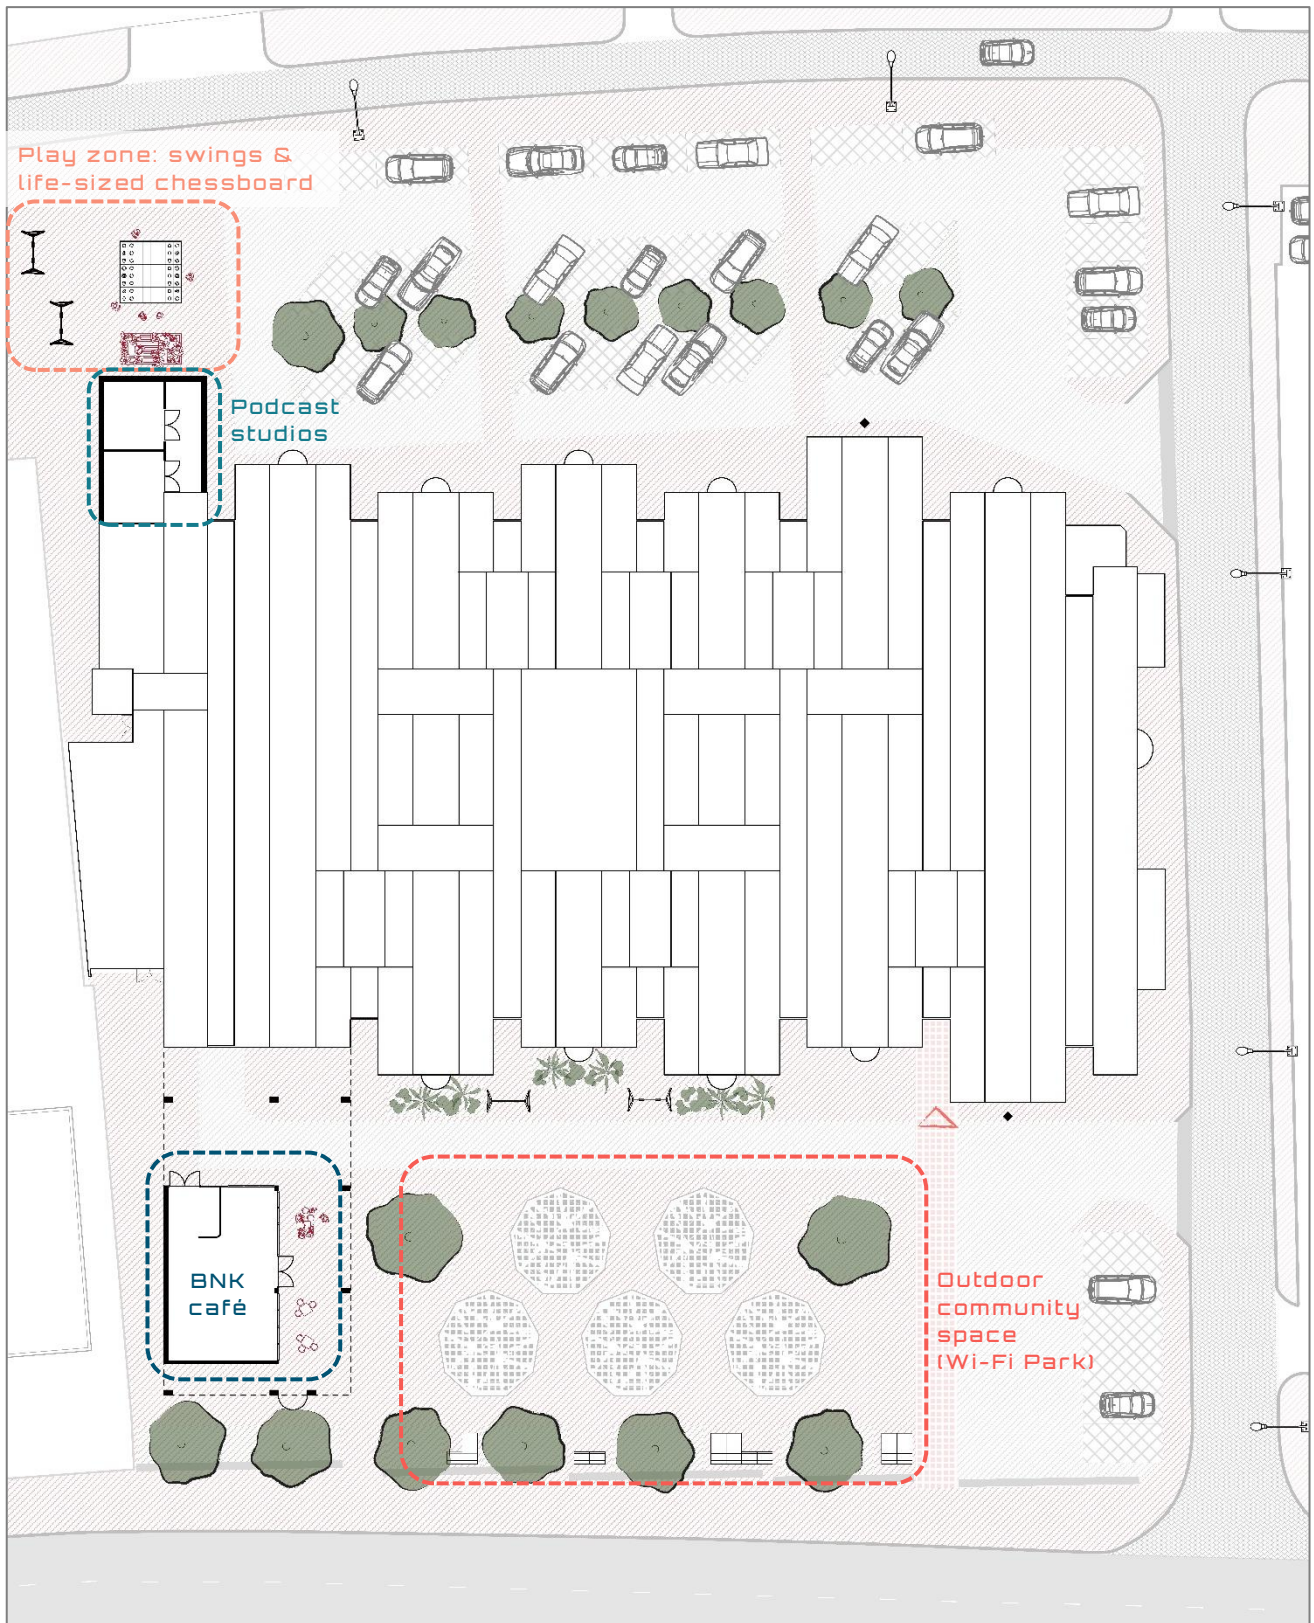 Play zone: swings &
life-sized chessboard
Podcast
studios
BNK
café
Outdoor
community
space
(Wi-Fi Park)